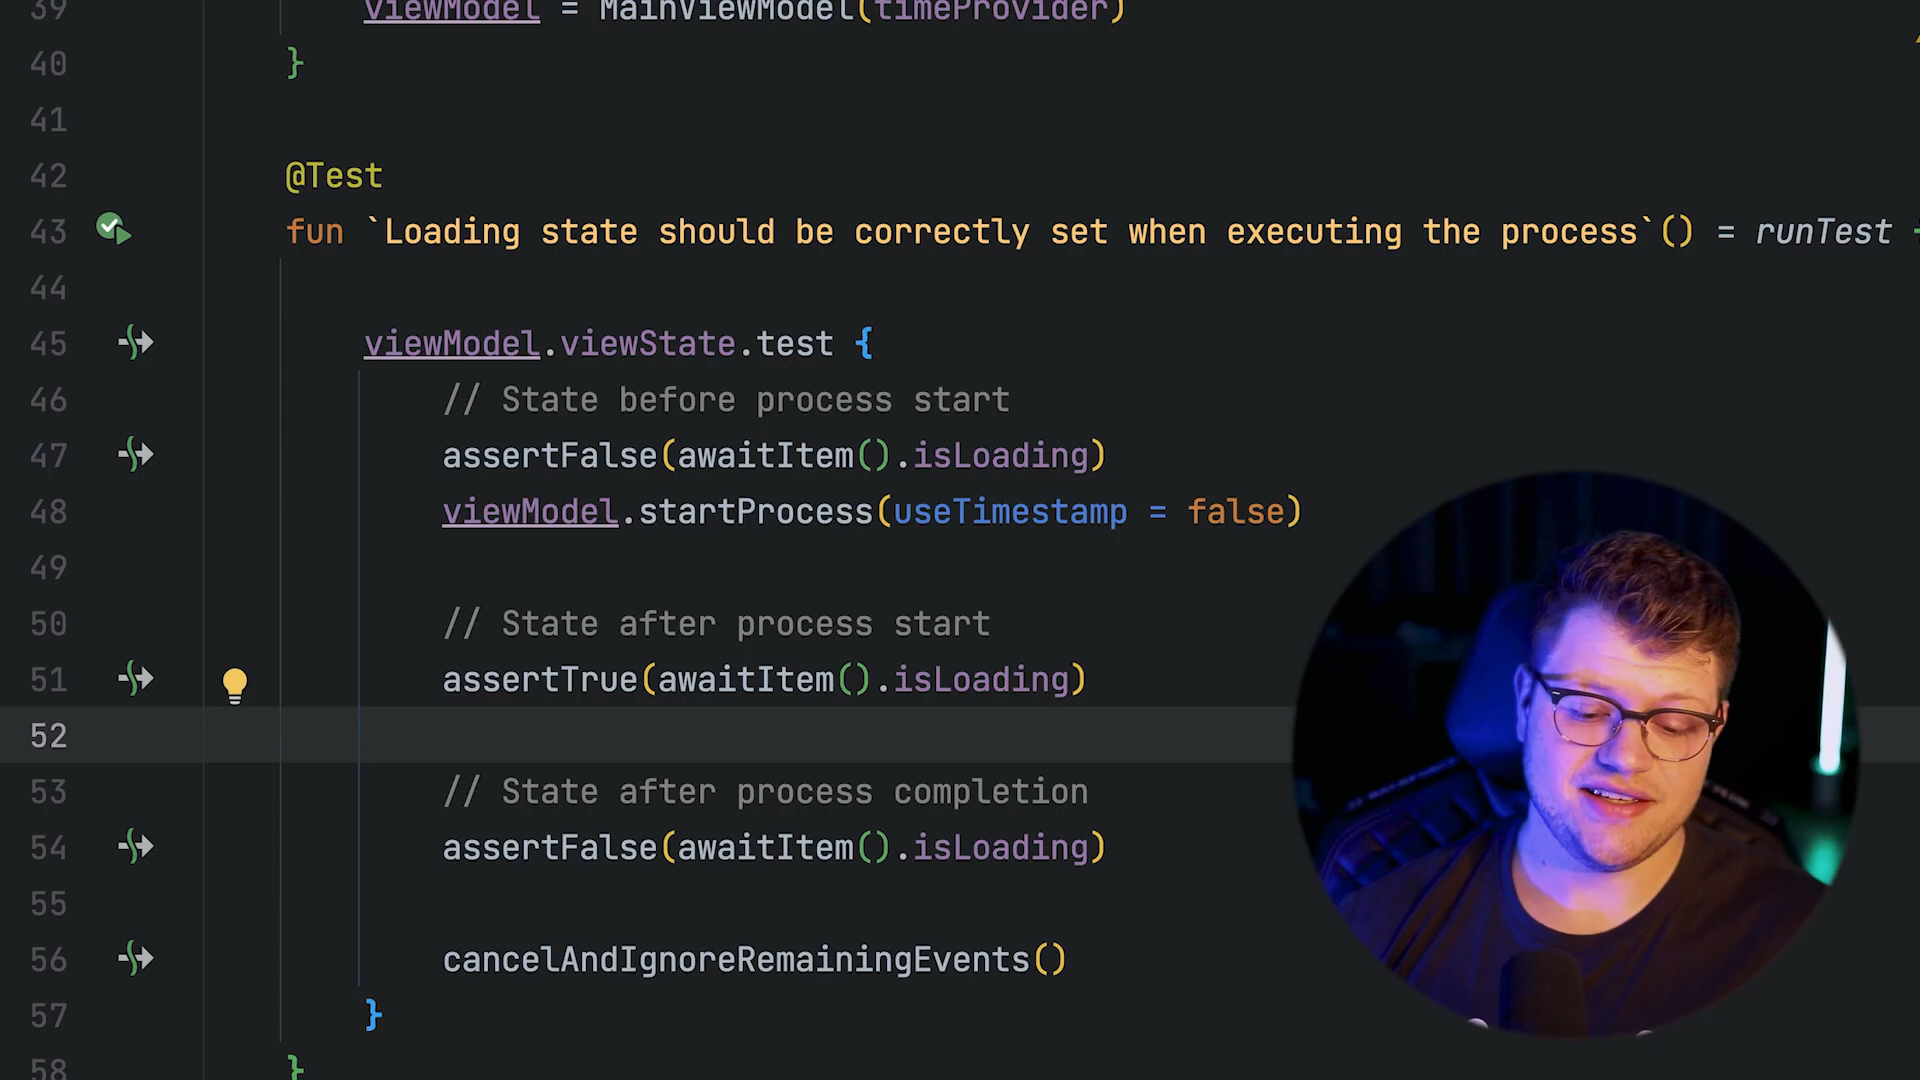 39 viewModel = MainViewModel(timeProvider)
40 }
41
42 @Test
43 fun `Loading state should be correctly set when executing the process`() = runTest
44
45 viewModel.viewState.test {
46 // State before process start
47 assertFalse(awaitItem().isLoading)
48 viewModel.startProcess(useTimestamp = false)
49
50 // State after process start
51 assertTrue(awaitItem().isLoading)
52
53 // State after process completion
54 assertFalse(awaitItem().isLoading)
55
56 cancelAndIgnoreRemainingEvents()
57 }
58 }